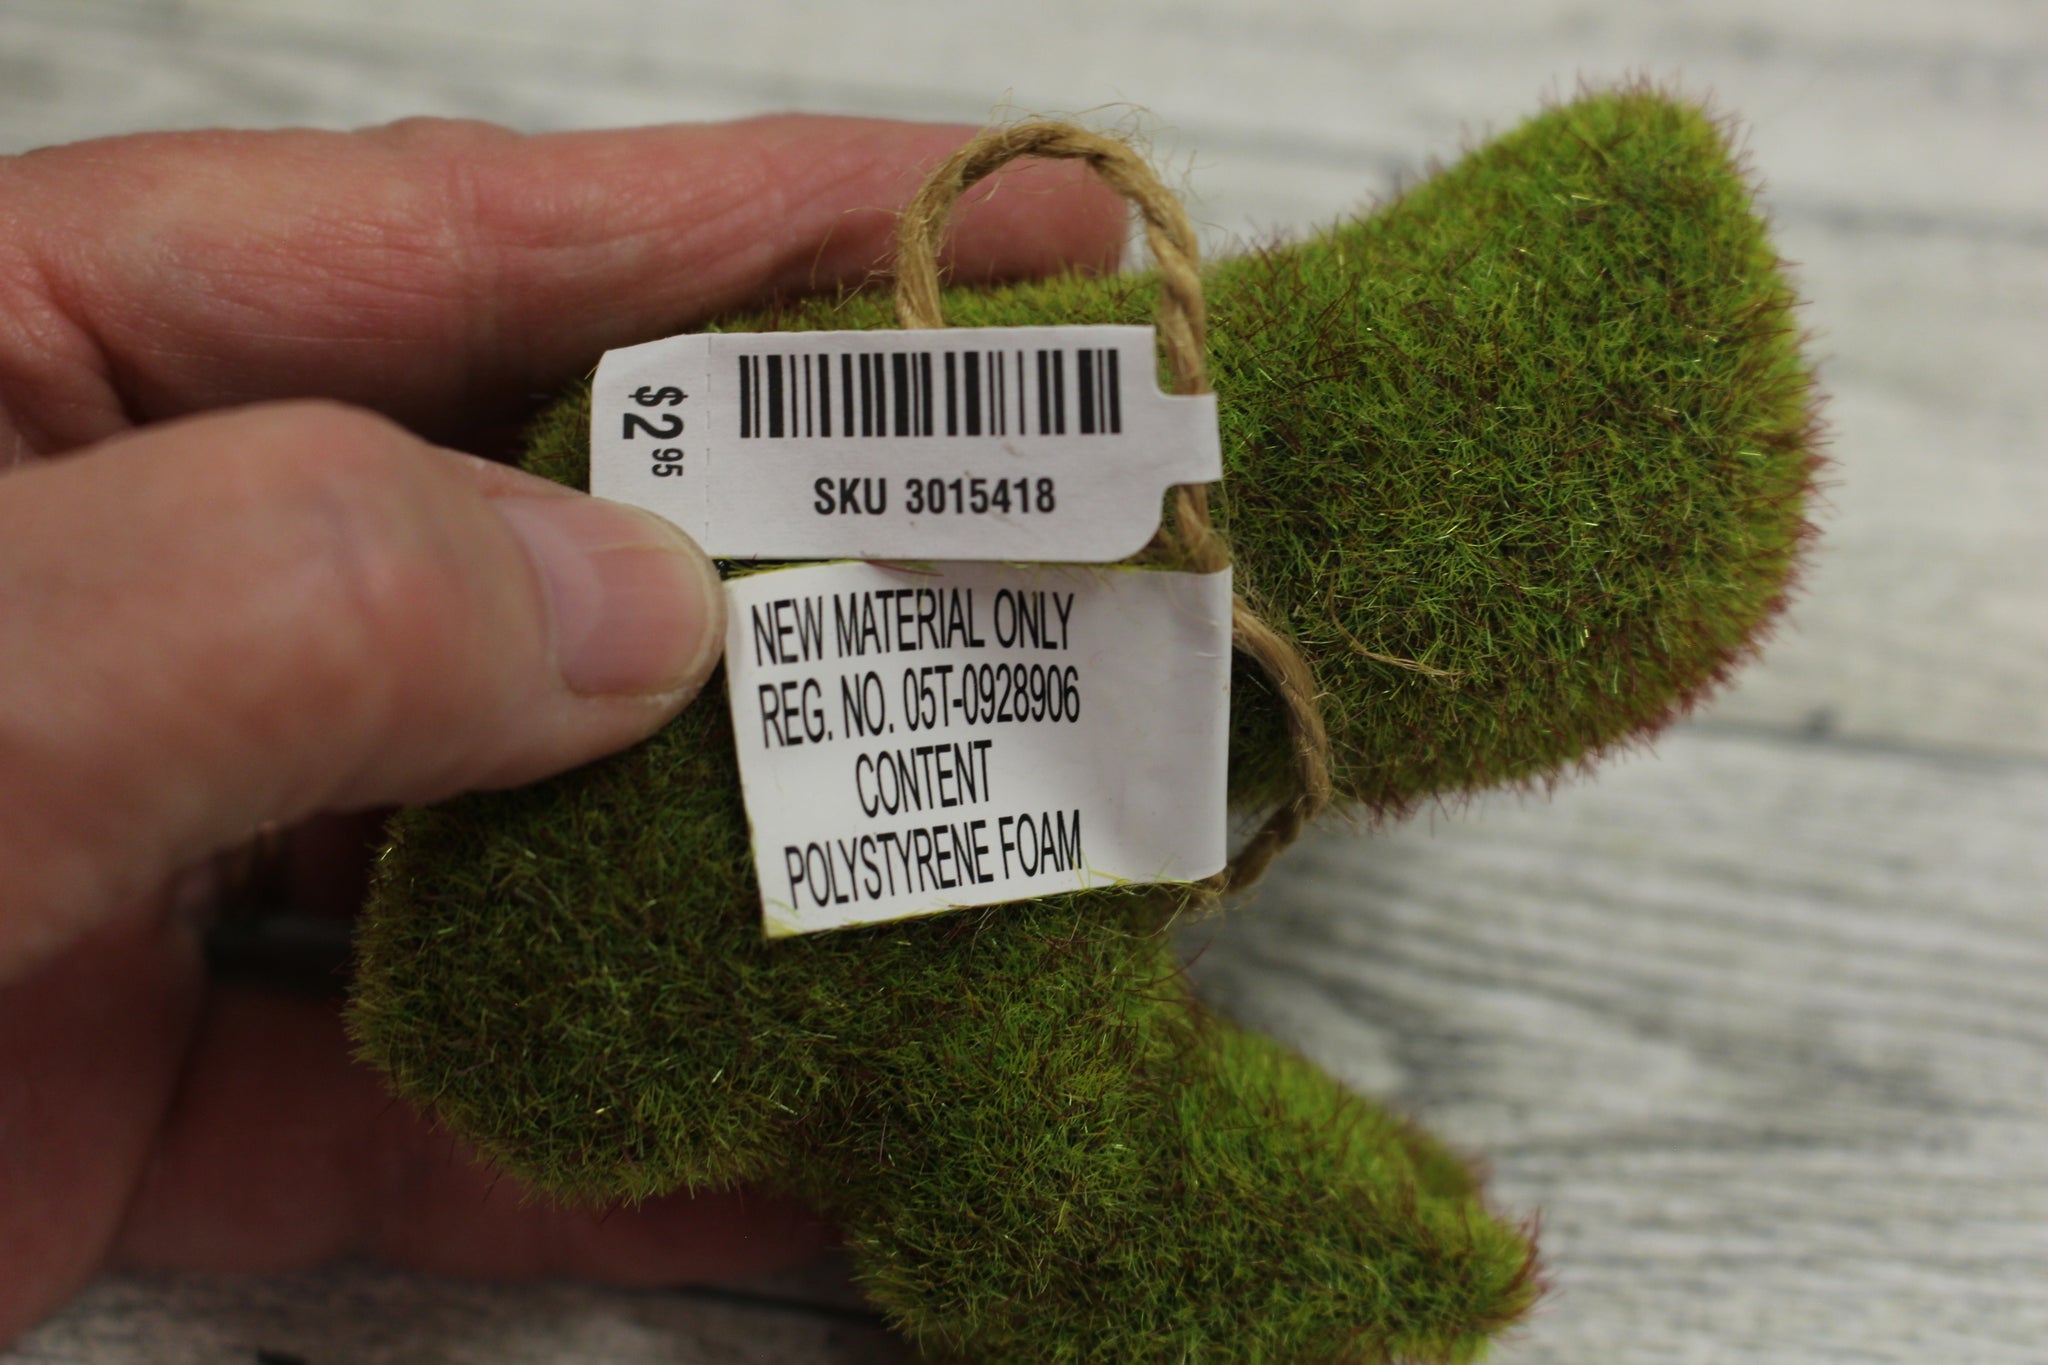 $2.95
SKU 3015418
NEW MATERIAL ONLY
REG. NO. 05T-0928906
CONTENT
POLYSTYRENE FOAM